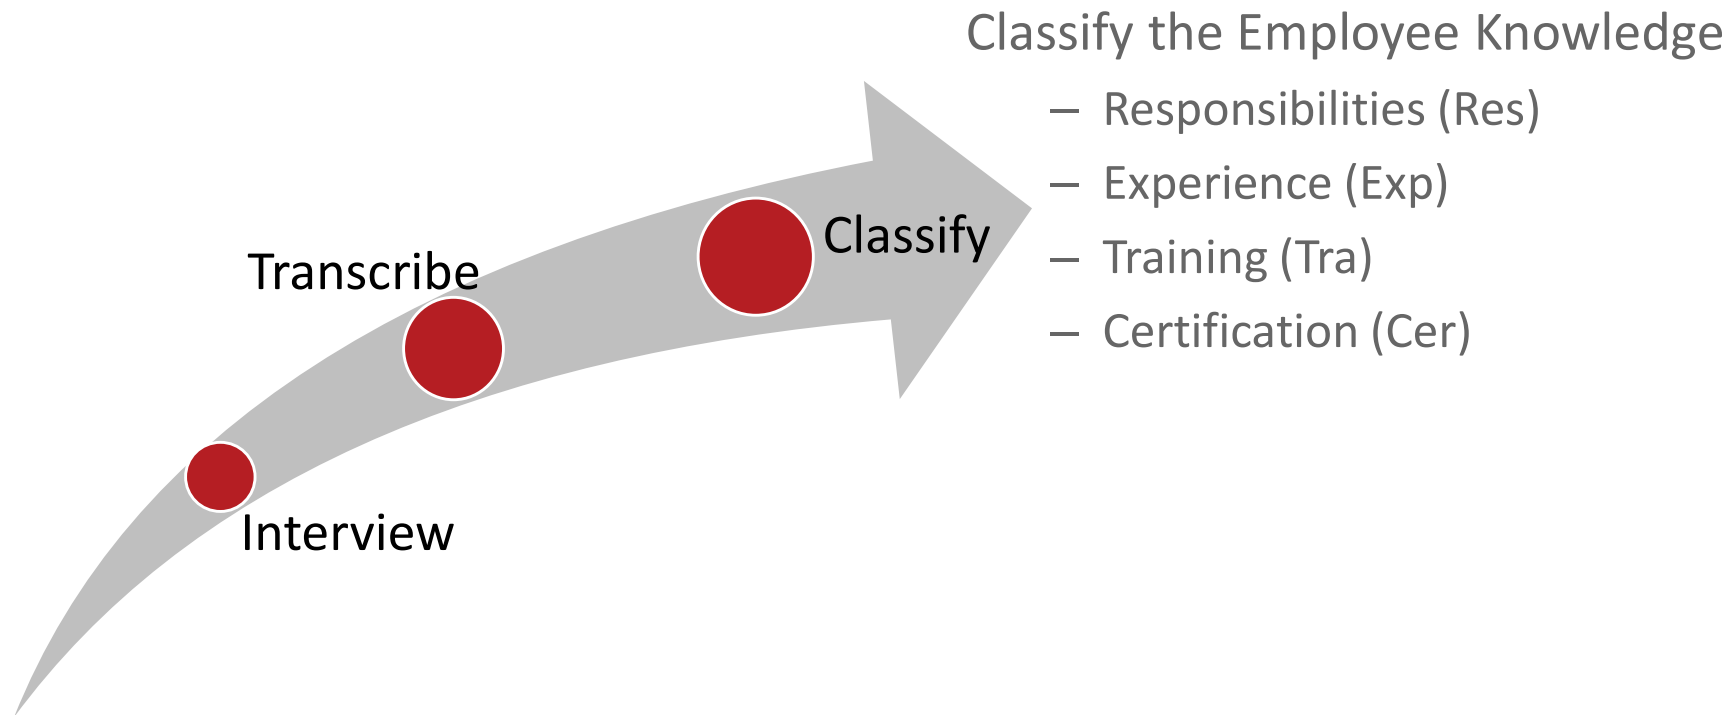 Classify the Employee Knowledge
– Responsibilities (Res)
– Experience (Exp)
– Training (Tra)
– Certification (Cer)
Classify
Transcribe
Interview